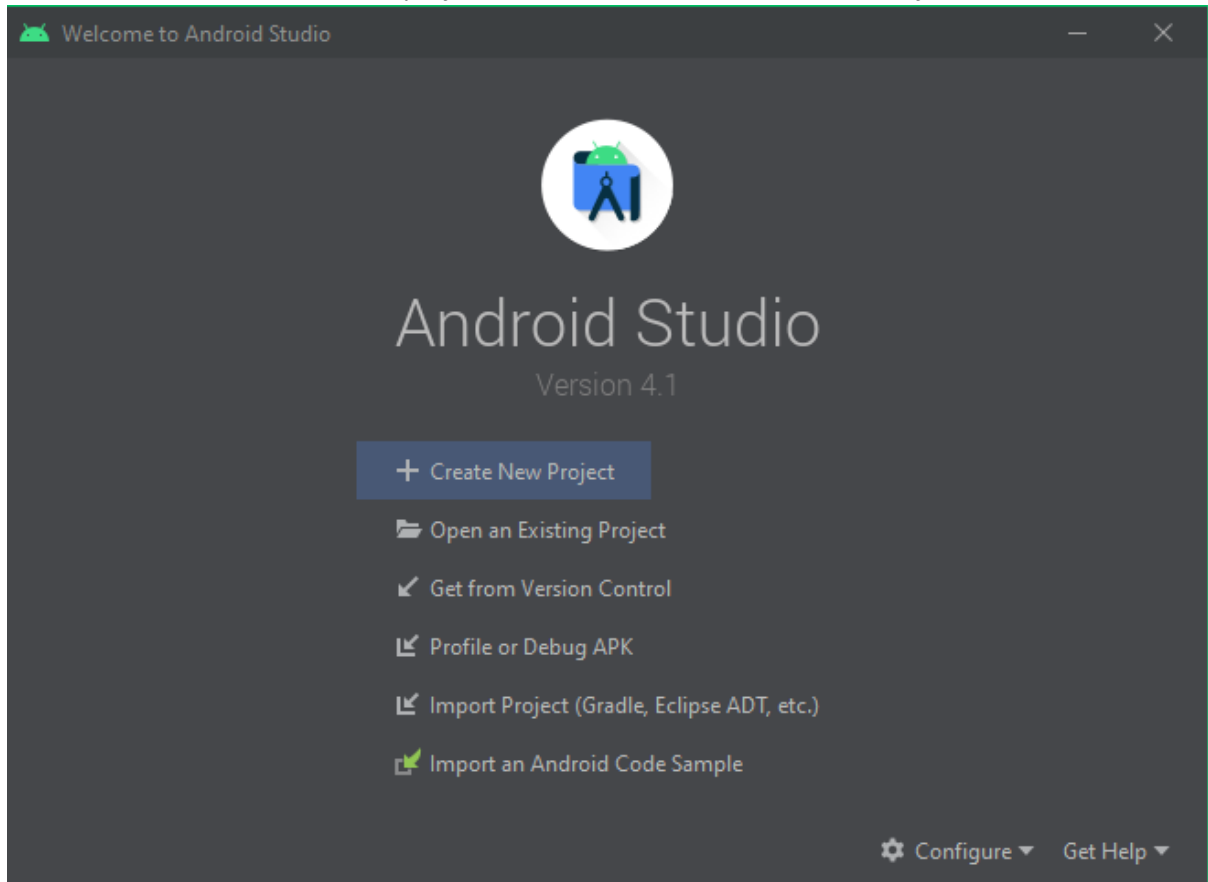 Welcome to Android Studio
Android Studio
Version 4.1
Create New Project
Open an Existing Project
Get from Version Control
Profile or Debug APK
Import Project (Gradle, Eclipse ADT, etc.)
Import an Android Code Sample
Configure Get Help